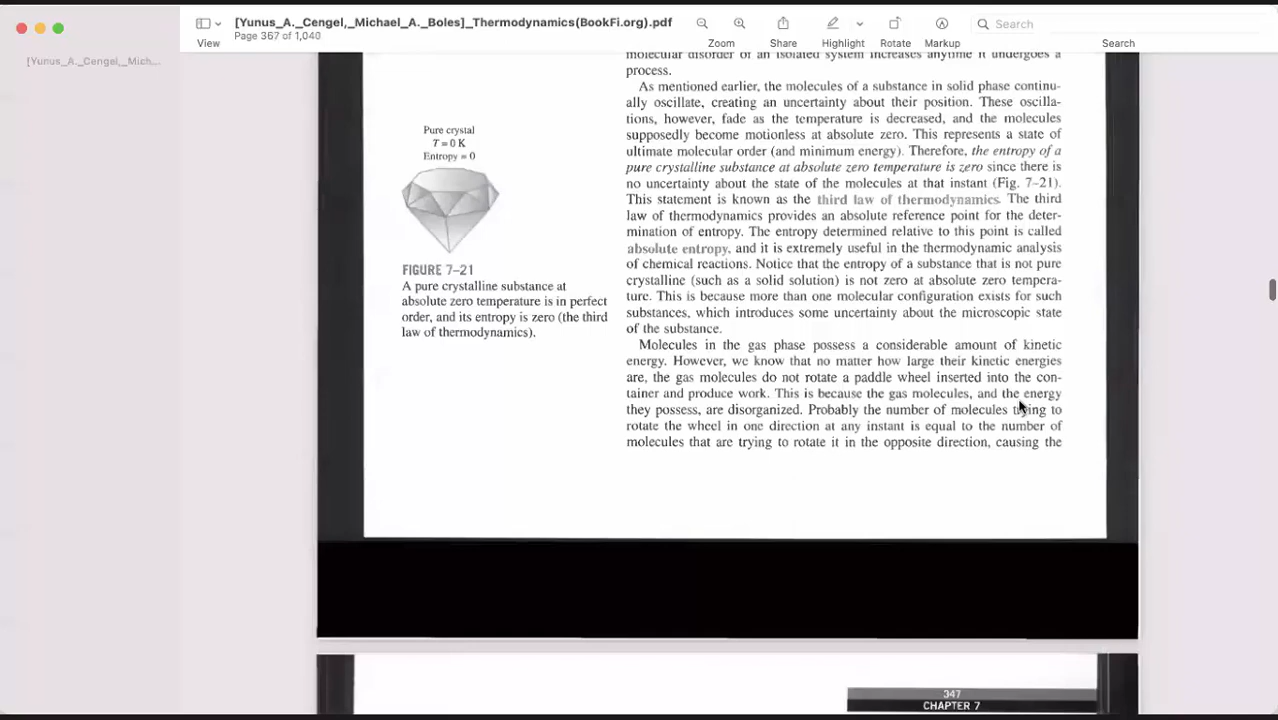 [Yunus_A._Cengel,_Michael_A._Boles]_Thermodynamics(BookFi.org).pdf
Page 367 of 1,040
View
Zoom
Share
Highlight
Rotate
Markup
Search
Search
[Yunus_A._Cengel,_Mich...
molecular disorder of an isolated system increases anytime it undergoes a
process.
As mentioned earlier, the molecules of a substance in solid phase continu-
ally oscillate, creating an uncertainty about their position. These oscilla-
tions, however, fade as the temperature is decreased, and the molecules
supposedly become motionless at absolute zero. This represents a state of
ultimate molecular order (and minimum energy). Therefore, the entropy of a
pure crystalline substance at absolute zero temperature is zero since there is
no uncertainty about the state of the molecules at that instant (Fig. 7–21).
This statement is known as the third law of thermodynamics. The third
law of thermodynamics provides an absolute reference point for the deter-
mination of entropy. The entropy determined relative to this point is called
absolute entropy, and it is extremely useful in the thermodynamic analysis
of chemical reactions. Notice that the entropy of a substance that is not pure
crystalline (such as a solid solution) is not zero at absolute zero tempera-
ture. This is because more than one molecular configuration exists for such
substances, which introduces some uncertainty about the microscopic state
of the substance.
Molecules in the gas phase possess a considerable amount of kinetic
energy. However, we know that no matter how large their kinetic energies
are, the gas molecules do not rotate a paddle wheel inserted into the con-
tainer and produce work. This is because the gas molecules, and the energy
they possess, are disorganized. Probably the number of molecules trying to
rotate the wheel in one direction at any instant is equal to the number of
molecules that are trying to rotate it in the opposite direction, causing the
Pure crystal
T = 0 K
Entropy = 0
FIGURE 7–21
A pure crystalline substance at
absolute zero temperature is in perfect
order, and its entropy is zero (the third
law of thermodynamics).
347
CHAPTER 7